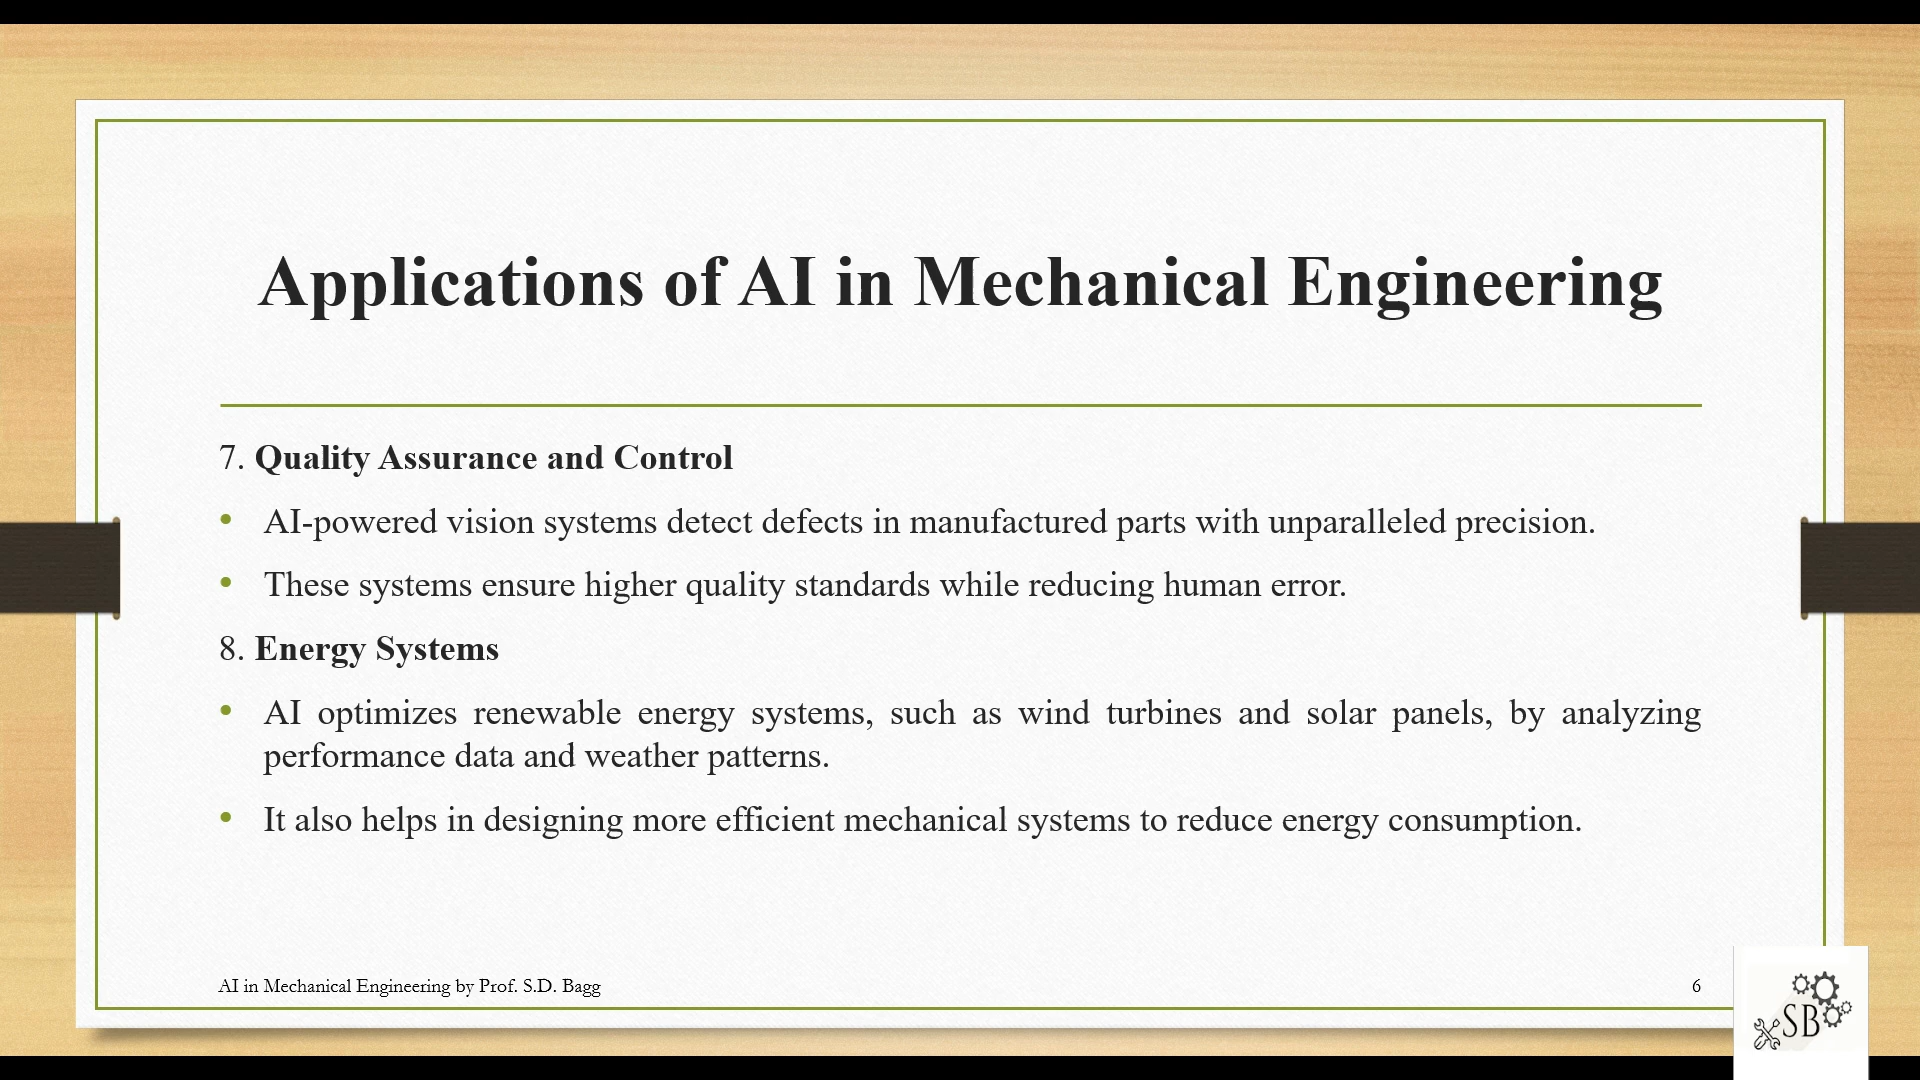 Applications of AI in Mechanical Engineering
7. Quality Assurance and Control
• AI-powered vision systems detect defects in manufactured parts with unparalleled precision.
• These systems ensure higher quality standards while reducing human error.
8. Energy Systems
• AI optimizes renewable energy systems, such as wind turbines and solar panels, by analyzing
performance data and weather patterns.
• It also helps in designing more efficient mechanical systems to reduce energy consumption.
AI in Mechanical Engineering by Prof. S.D. Bagg
6
SB